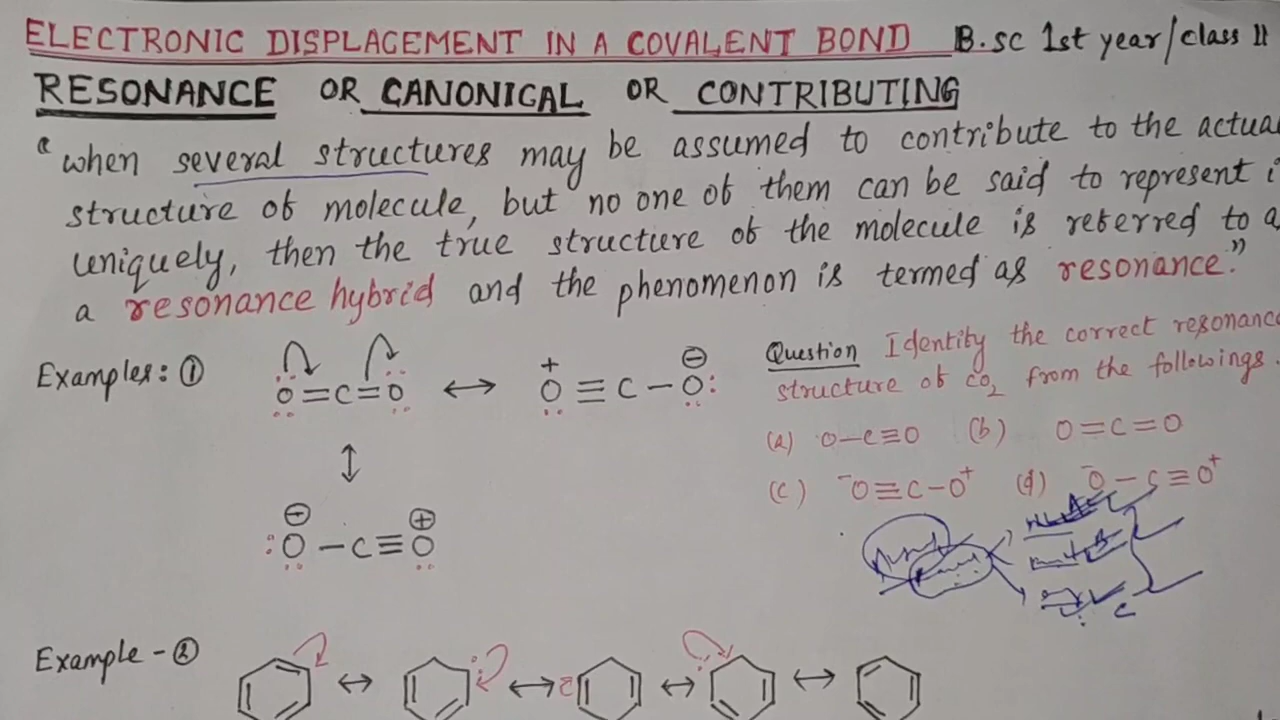 ELECTRONIC DISPLACEMENT IN A COVALENT BOND B.sc 1st year/class 11
RESONANCE OR CANONICAL OR CONTRIBUTING
"when several structures may be assumed to contribute to the actual
structure of molecule, but no one of them can be said to represent
uniquely, then the true structure of the molecule is referred to
a resonance hybrid and the phenomenon is termed as resonance."
Examples: ①
Ö=C=Ö ↔ O⁺≡C-O⊖:
↕
:O⊖-C≡O⊕
Question Identify the correct resonance
structure of CO₂ from the followings.
(a) O-C≡O (b) O=C=O
(c) ⁻O≡C-O⁺ (d) ⁻O-C≡O⁺
Example-②
↔ ↔ ↔ ↔